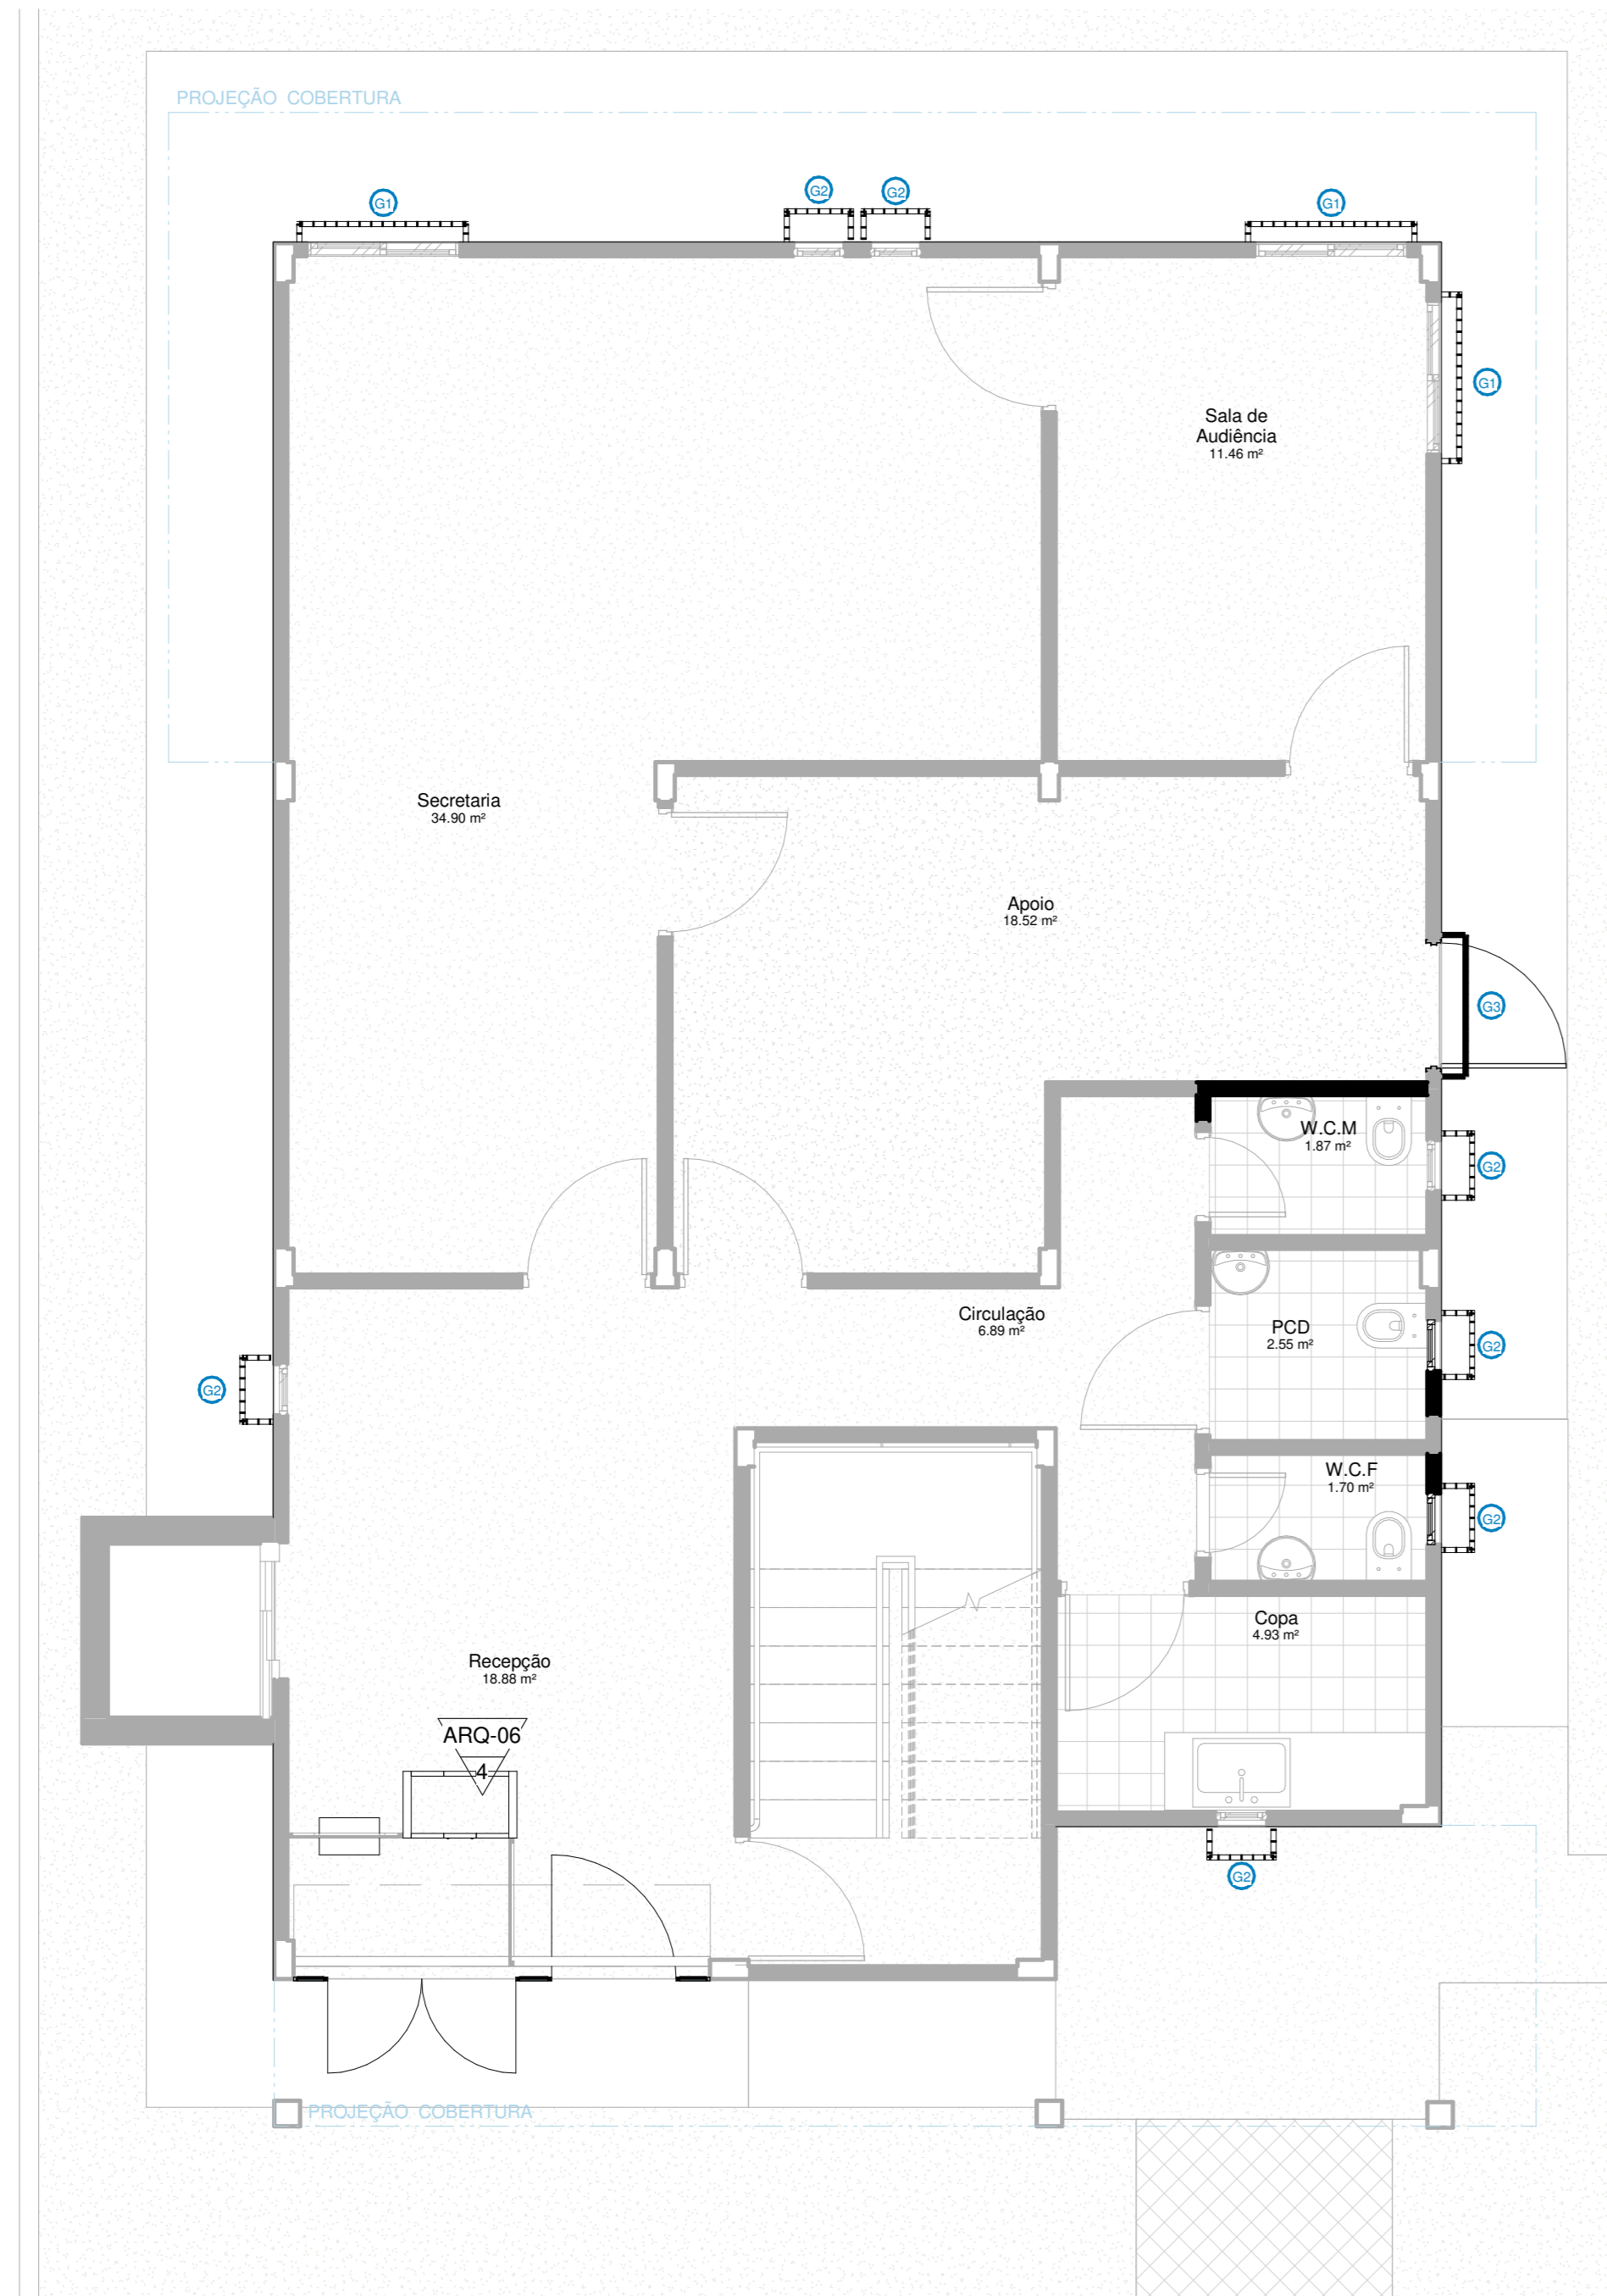 PROJEÇÃO COBERTURA
G1
G2
G2
G1
G1
Sala de
Audiência
11.46 m²
Secretaria
34.90 m²
Apoio
18.52 m²
G3
W.C.M
1.87 m²
G2
Circulação
6.89 m²
PCD
2.55 m²
G2
G2
W.C.F
1.70 m²
G2
Copa
4.93 m²
Recepção
18.88 m²
ARQ-06
4
G2
PROJEÇÃO COBERTURA